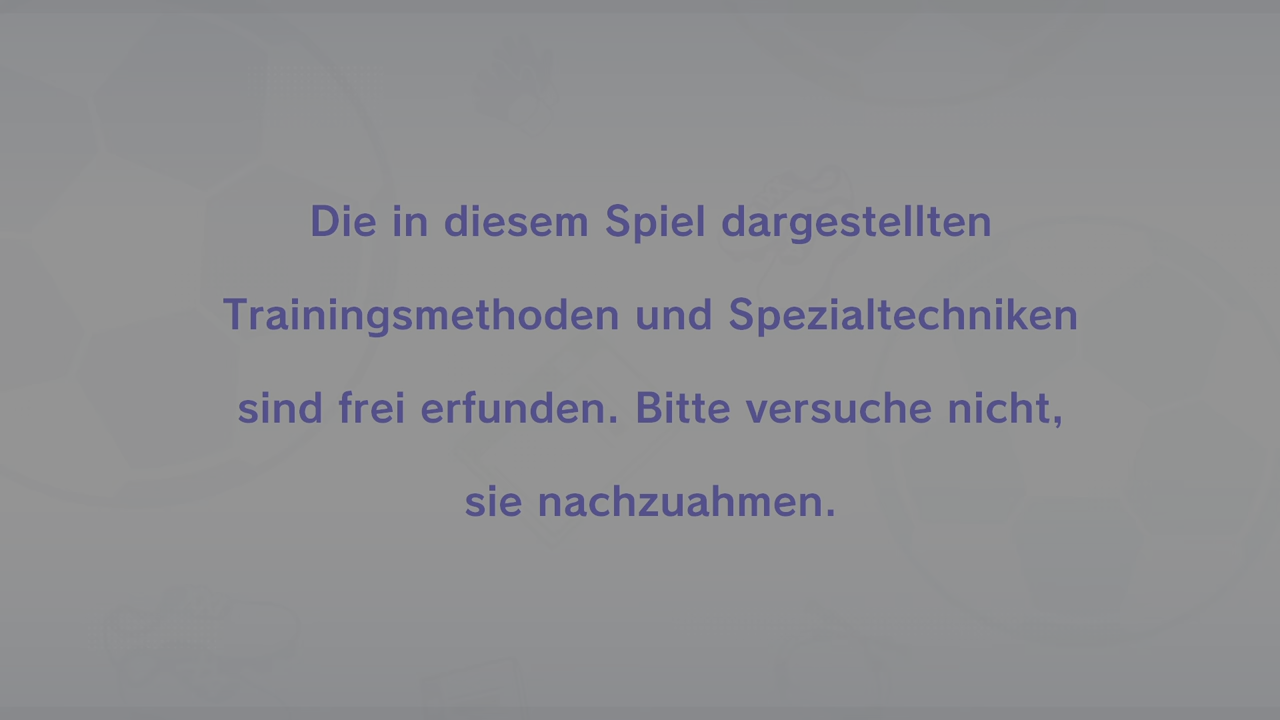 Die in diesem Spiel dargestellten
Trainingsmethoden und Spezialtechniken
sind frei erfunden. Bitte versuche nicht,
sie nachzuahmen.